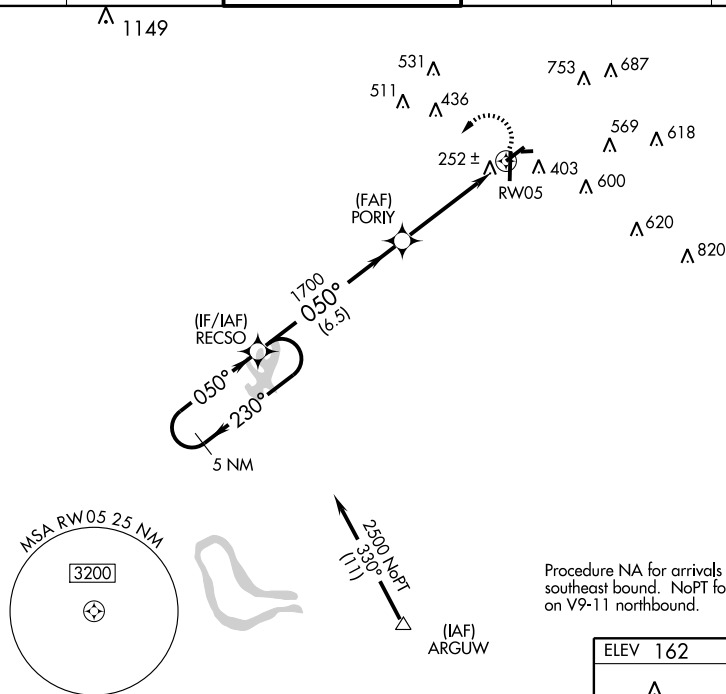 1149
531
511
436
753
687
569
618
252 ±
403
600
RW05
620
820
(FAF)
PORIY
1700
050°
(6.5)
(IF/IAF)
RECSO
050°
230°
5 NM
MSA RW05 25 NM
3200
2500 NoPT
330°
(11)
(IAF)
ARGUW
Procedure NA for arrivals
southeast bound. NoPT fo
on V9-11 northbound.
ELEV 162